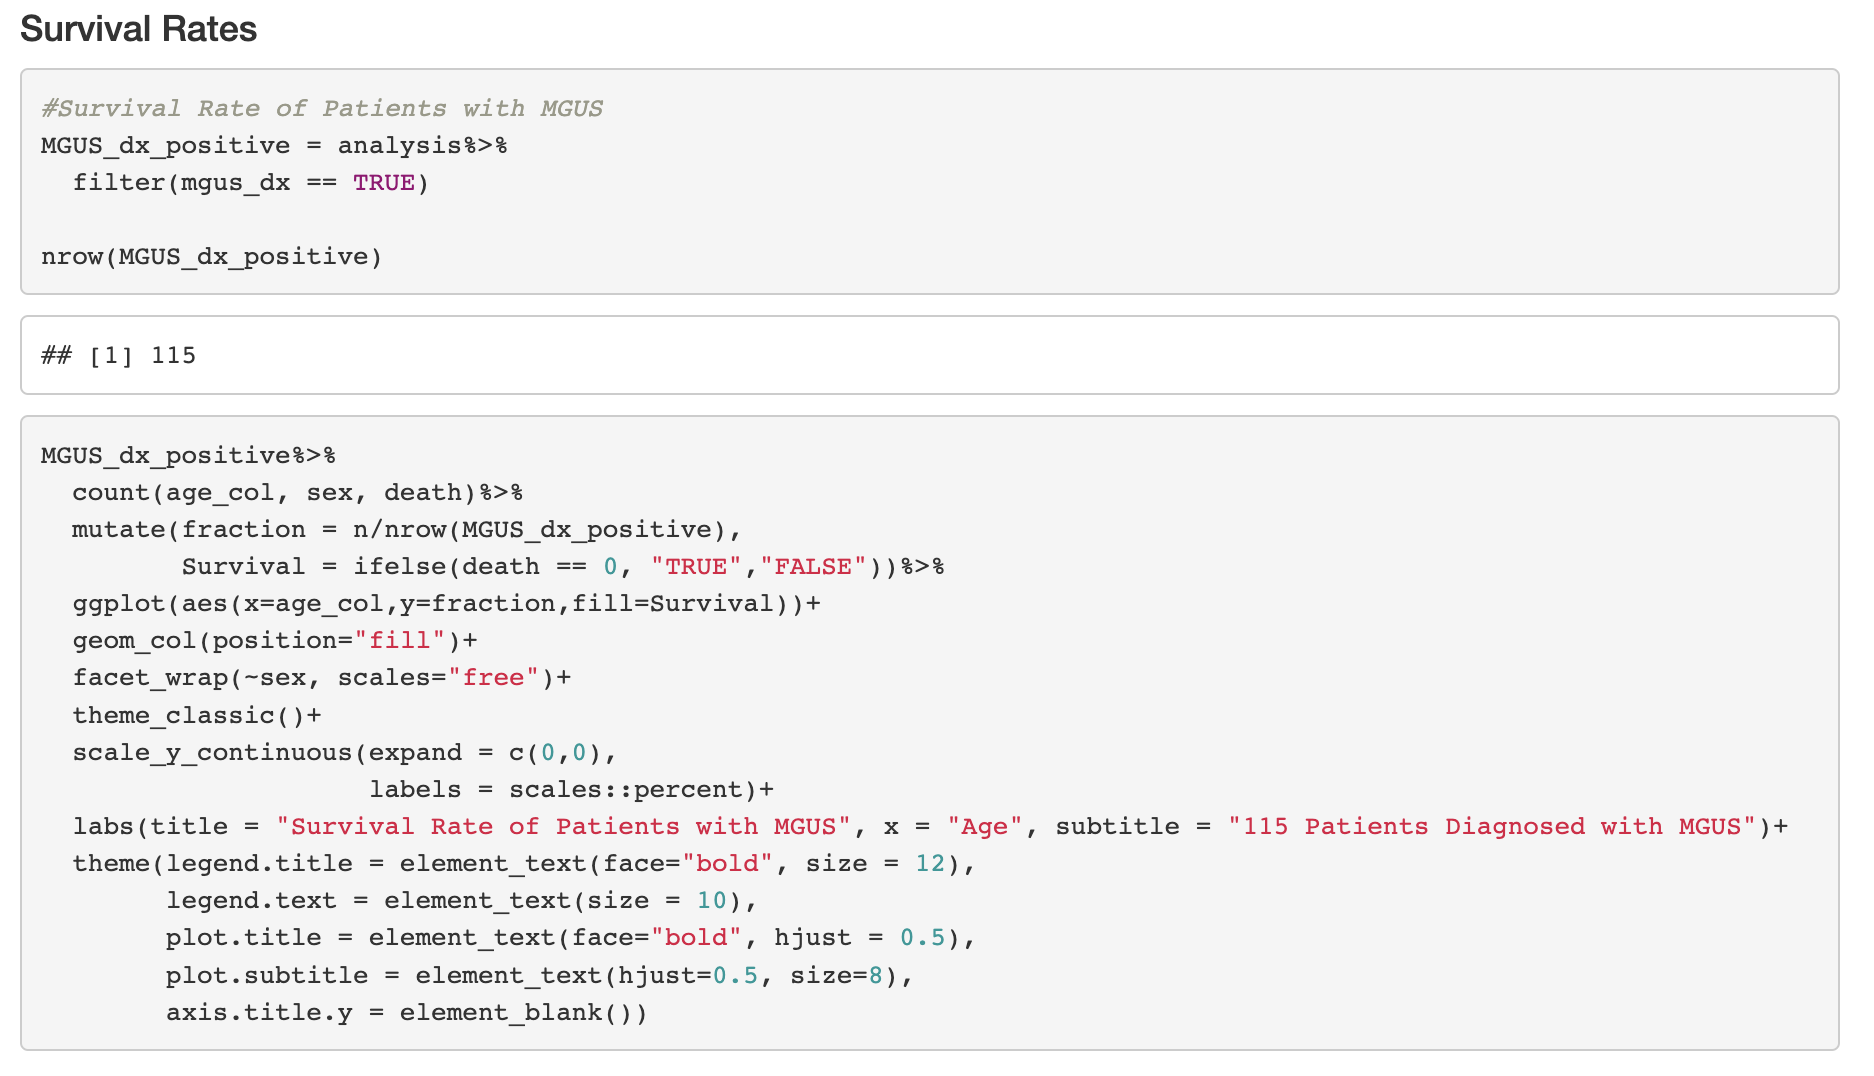 Survival Rates
#Survival Rate of Patients with MGUS
MGUS_dx_positive = analysis%>%
  filter(mgus_dx == TRUE)
nrow(MGUS_dx_positive)
## [1] 115
MGUS_dx_positive%>%
  count(age_col, sex, death)%>%
  mutate(fraction = n/nrow(MGUS_dx_positive),
         Survival = ifelse(death == 0, "TRUE","FALSE"))%>%
  ggplot(aes(x=age_col,y=fraction,fill=Survival))+
  geom_col(position="fill")+
  facet_wrap(~sex, scales="free")+
  theme_classic()+
  scale_y_continuous(expand = c(0,0),
                     labels = scales::percent)+
  labs(title = "Survival Rate of Patients with MGUS", x = "Age", subtitle = "115 Patients Diagnosed with MGUS")+
  theme(legend.title = element_text(face="bold", size = 12),
        legend.text = element_text(size = 10),
        plot.title = element_text(face="bold", hjust = 0.5),
        plot.subtitle = element_text(hjust=0.5, size=8),
        axis.title.y = element_blank())